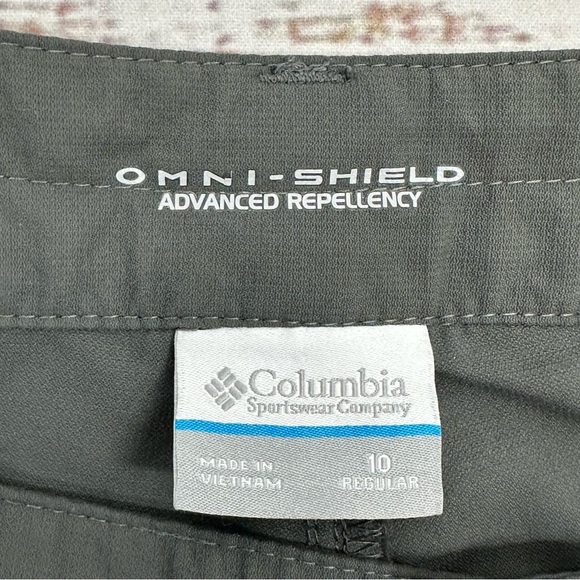 OMNI-SHIELD
ADVANCED REPELLENCY
Columbia
Sportswear Company
MADE IN
VIETNAM
10
REGULAR